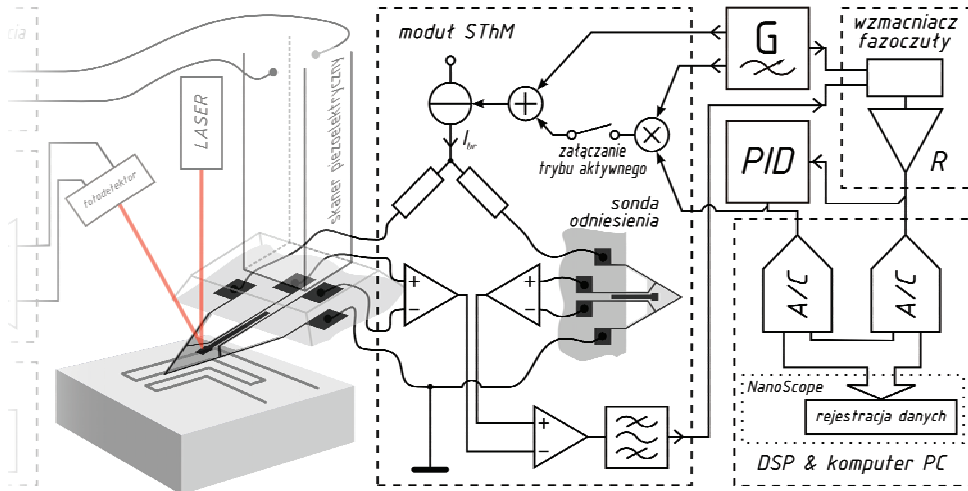 moduł SThM
G
wzmacniacz
fazoczuły
LASER
fotodetektor
skaner piezoelektryczny
+
×
załączanie
trybu aktywnego
PID
R
sonda
odniesienia
+
−
+
−
A/C
A/C
+
−
NanoScope
rejestracja danych
DSP & komputer PC